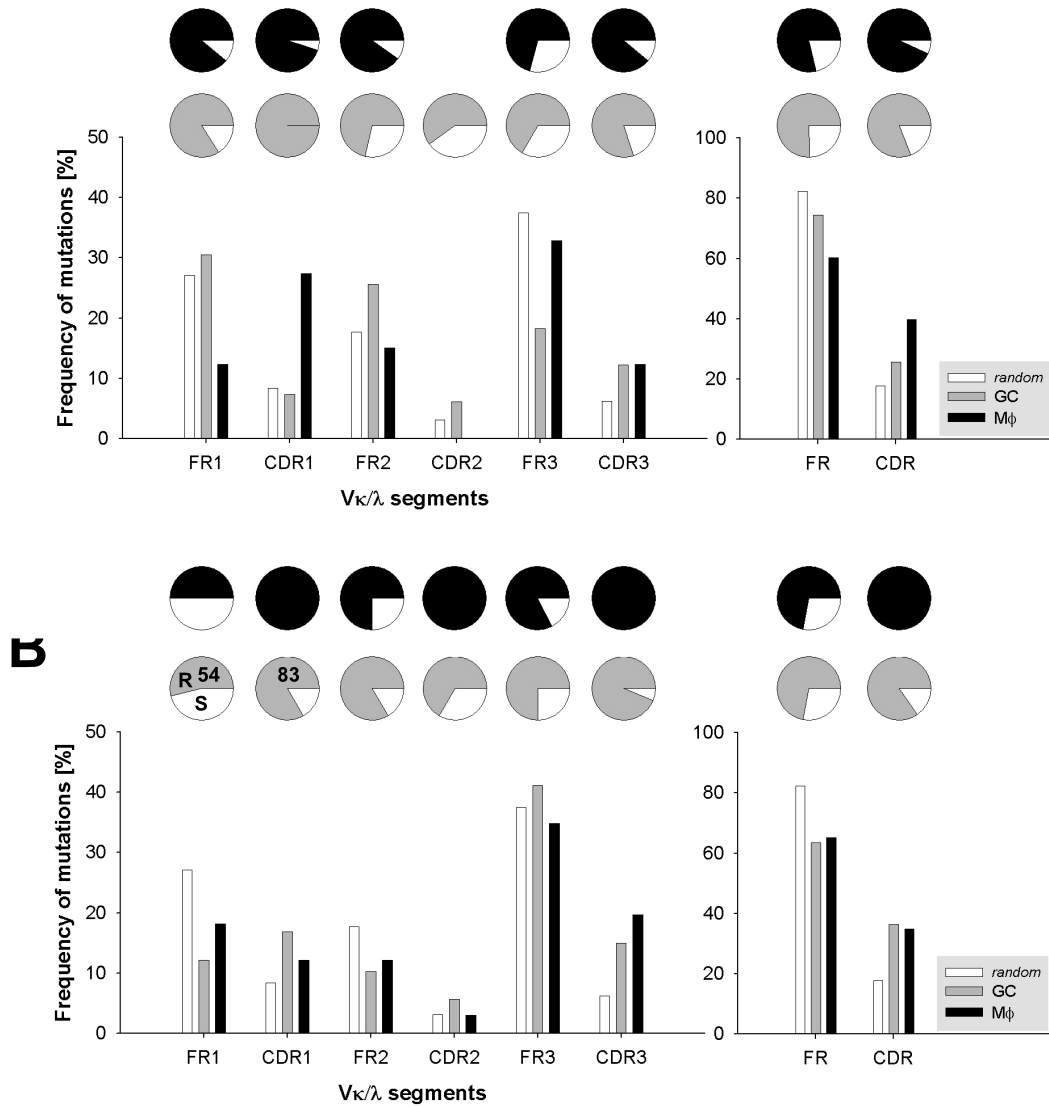 50
40
30
20
10
0
Frequency of mutations [%]
FR1 CDR1 FR2 CDR2 FR3 CDR3
Vκ/λ segments
100
80
60
40
20
0
FR CDR
random
GC
Mϕ
B
R 54
S
83
50
40
30
20
10
0
Frequency of mutations [%]
FR1 CDR1 FR2 CDR2 FR3 CDR3
Vκ/λ segments
100
80
60
40
20
0
FR CDR
random
GC
Mϕ